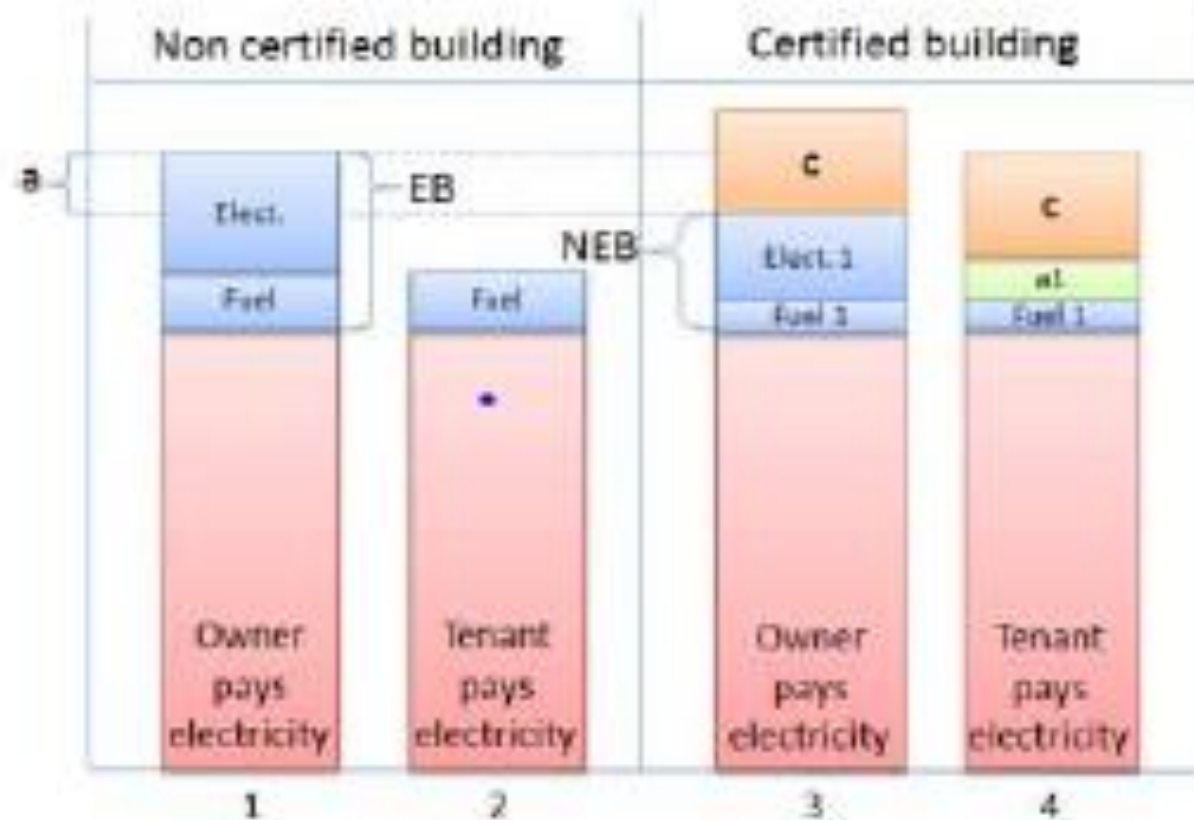 Non certified building
Certified building
a
Elect.
EB
Fuel
Fuel
NEB
c
Elect. 1
Fuel 1
c
a1
Fuel 1
Owner
pays
electricity
Tenant
pays
electricity
Owner
pays
electricity
Tenant
pays
electricity
1
2
3
4